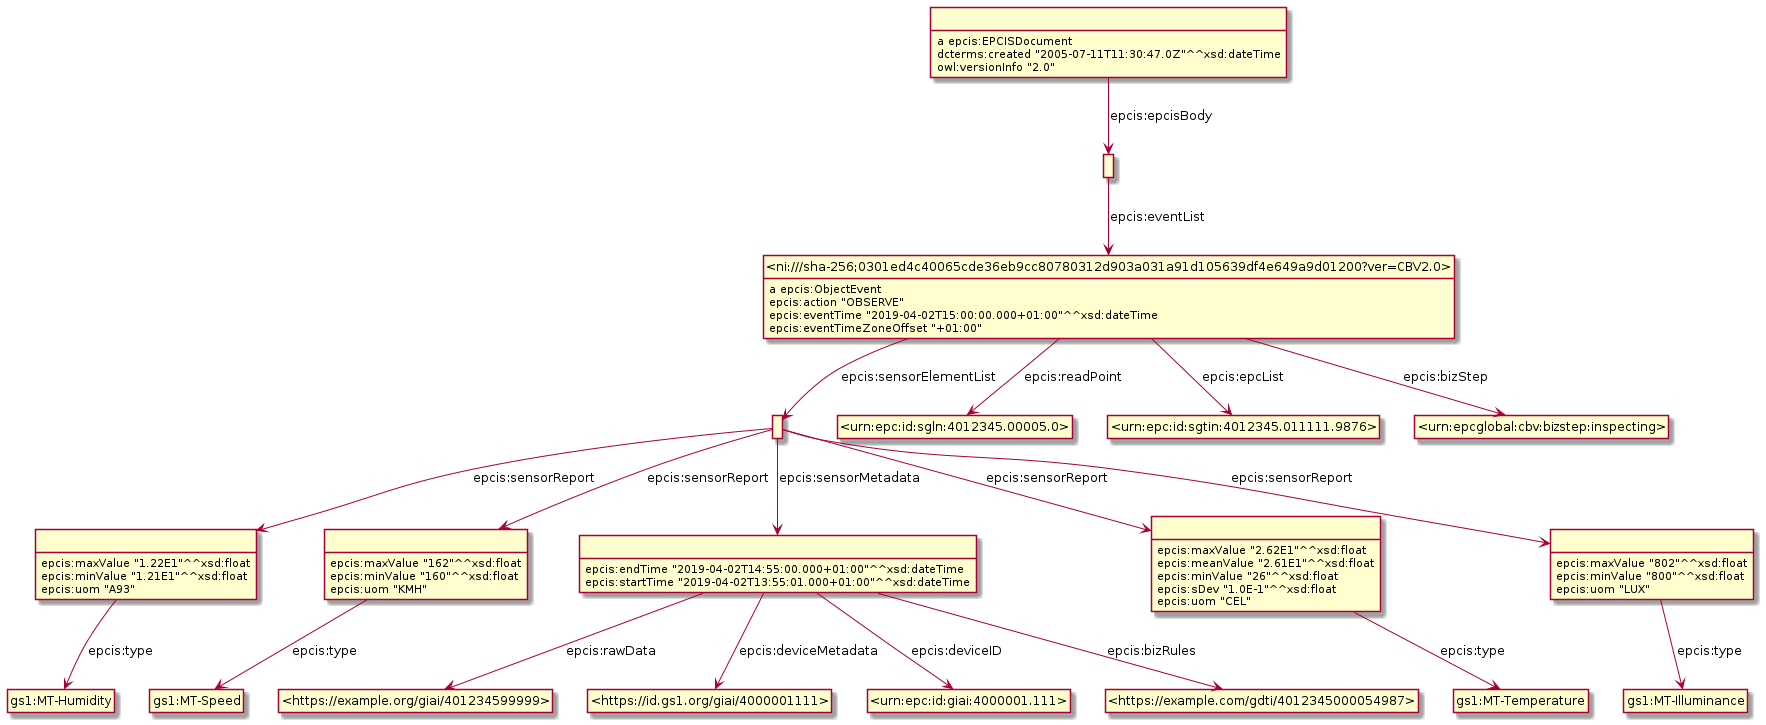 a epcis:EPCISDocument
dcterms:created "2005-07-11T11:30:47.0Z"^^xsd:dateTime
owl:versionInfo "2.0"
epcis:epcisBody
epcis:eventList
<ni:///sha-256;0301ed4c40065cde36eb9cc80780312d903a031a91d105639df4e649a9d01200?ver=CBV2.0>
a epcis:ObjectEvent
epcis:action "OBSERVE"
epcis:eventTime "2019-04-02T15:00:00.000+01:00"^^xsd:dateTime
epcis:eventTimeZoneOffset "+01:00"
epcis:sensorElementList
epcis:readPoint
epcis:epcList
epcis:bizStep
<urn:epc:id:sgln:4012345.00005.0>
<urn:epc:id:sgtin:4012345.011111.9876>
<urn:epcglobal:cbv:bizstep:inspecting>
epcis:sensorReport
epcis:sensorReport
epcis:sensorMetadata
epcis:sensorReport
epcis:sensorReport
epcis:maxValue "1.22E1"^^xsd:float
epcis:minValue "1.21E1"^^xsd:float
epcis:uom "A93"
epcis:maxValue "162"^^xsd:float
epcis:minValue "160"^^xsd:float
epcis:uom "KMH"
epcis:endTime "2019-04-02T14:55:00.000+01:00"^^xsd:dateTime
epcis:startTime "2019-04-02T13:55:01.000+01:00"^^xsd:dateTime
epcis:maxValue "2.62E1"^^xsd:float
epcis:meanValue "2.61E1"^^xsd:float
epcis:minValue "26"^^xsd:float
epcis:sDev "1.0E-1"^^xsd:float
epcis:uom "CEL"
epcis:maxValue "802"^^xsd:float
epcis:minValue "800"^^xsd:float
epcis:uom "LUX"
epcis:type
epcis:type
epcis:rawData
epcis:deviceMetadata
epcis:deviceID
epcis:bizRules
epcis:type
epcis:type
gs1:MT-Humidity
gs1:MT-Speed
<https://example.org/giai/401234599999>
<https://id.gs1.org/giai/4000001111>
<urn:epc:id:giai:4000001.111>
<https://example.com/gdti/4012345000054987>
gs1:MT-Temperature
gs1:MT-Illuminance